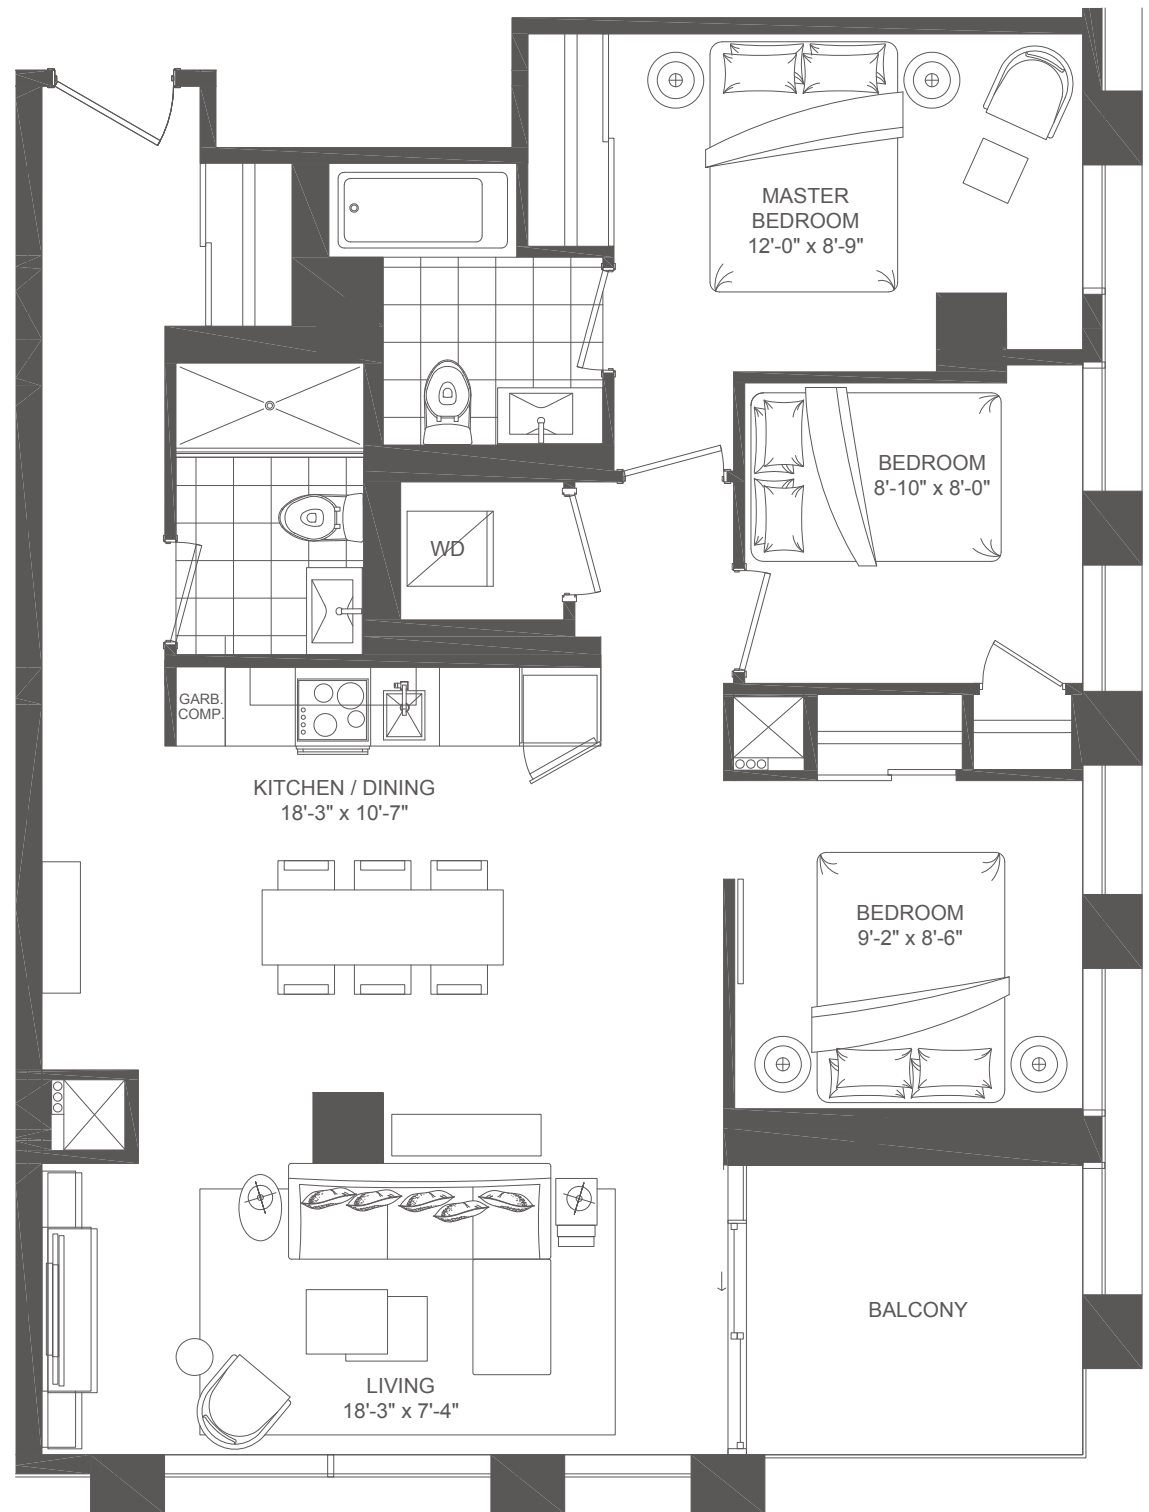 MASTER
BEDROOM
12'-0" x 8'-9"
BEDROOM
8'-10" x 8'-0"
WD
GARB.
COMP.
KITCHEN / DINING
18'-3" x 10'-7"
BEDROOM
9'-2" x 8'-6"
BALCONY
LIVING
18'-3" x 7'-4"